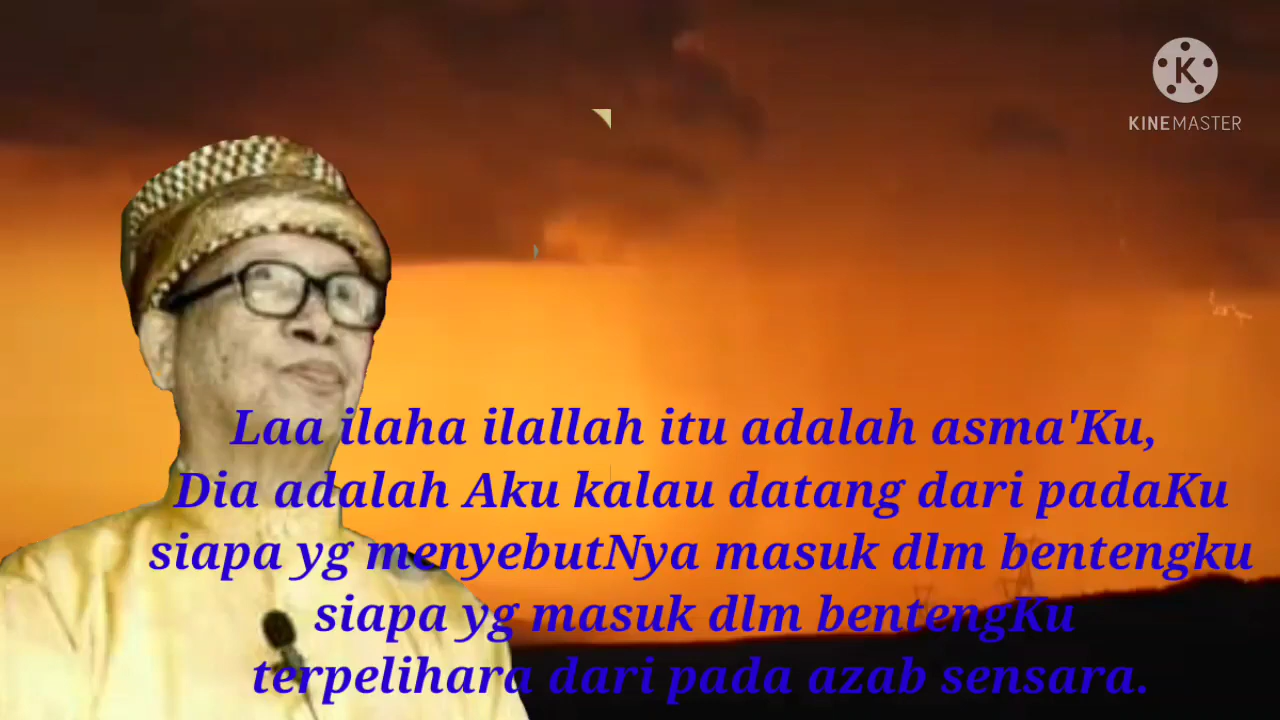 KINEMASTER
Laa ilaha ilallah itu adalah asma'Ku,
Dia adalah Aku kalau datang dari padaKu
siapa yg menyebutNya masuk dlm bentengku
siapa yg masuk dlm bentengKu
terpelihara dari pada azab sensara.